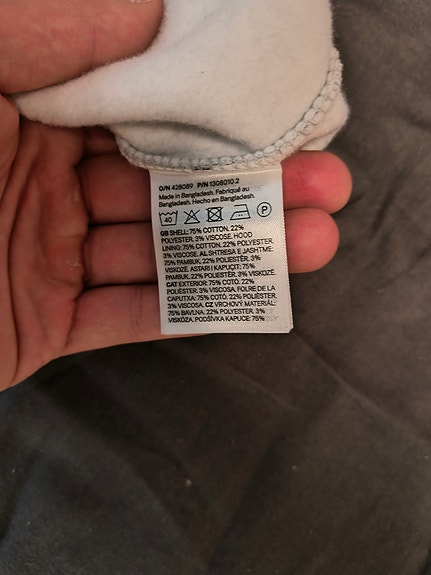 O/N 428089 P/N 1308010 2
Made in Bangladesh. Fabriqué au
Bangladesh. Hecho en Bangladesh.
40 P
GB SHELL: 75% COTTON, 22%
POLYESTER, 3% VISCOSE. HOOD
LINING: 75% COTTON, 22% POLYESTER,
3% VISCOSE. AL SHTRESA E JASHTME:
75% PAMBUK, 22% POLIESTËR, 3%
VISKOZË. ASTARI I KAPUÇIT: 75%
PAMBUK, 22% POLIESTËR, 3% VISKOZË.
CAT EXTERIOR: 75% COTÓ, 22%
POLIÈSTER, 3% VISCOSA. FOLRE DE LA
CAPUTXA: 75% COTÓ, 22% POLIÈSTER,
3% VISCOSA. CZ VRCHOVÝ MATERIÁL:
75% BAVLNA, 22% POLYESTER, 3%
VISKÓZA. PODŠÍVKA KAPUCE: 75%